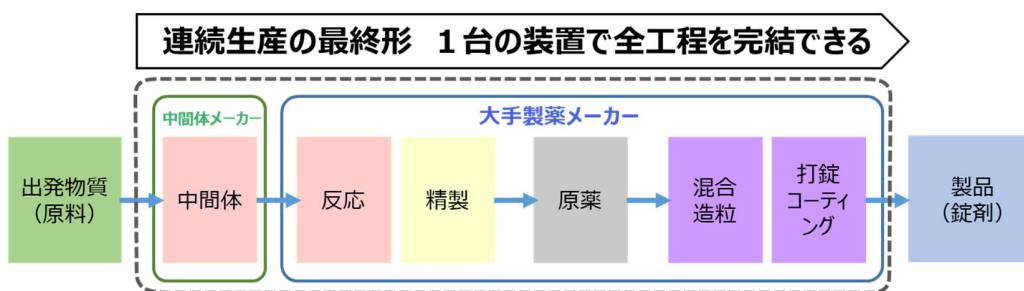 連続生産の最終形 １台の装置で全工程を完結できる
中間体メーカー
大手製薬メーカー
出発物質
（原料）
中間体
反応
精製
原薬
混合
造粒
打錠
コーティ
ング
製品
（錠剤）